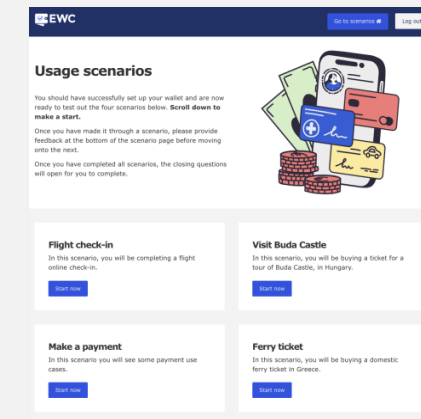 EWC
Go to scenarios
Log out
Usage scenarios
You should have successfully set up your wallet and are now
ready to test out the four scenarios below. Scroll down to
make a start.
Once you have made it through a scenario, please provide
feedback at the bottom of the scenario page before moving
onto the next.
Once you have completed all scenarios, the closing questions
will open for you to complete.
Flight check-in
In this scenario, you will be completing a flight
online check-in.
Start now
Visit Buda Castle
In this scenario, you will be buying a ticket for a
tour of Buda Castle, in Hungary.
Start now
Make a payment
In this scenario you will see some payment use
cases.
Start now
Ferry ticket
In this scenario, you will be buying a domestic
ferry ticket in Greece.
Start now